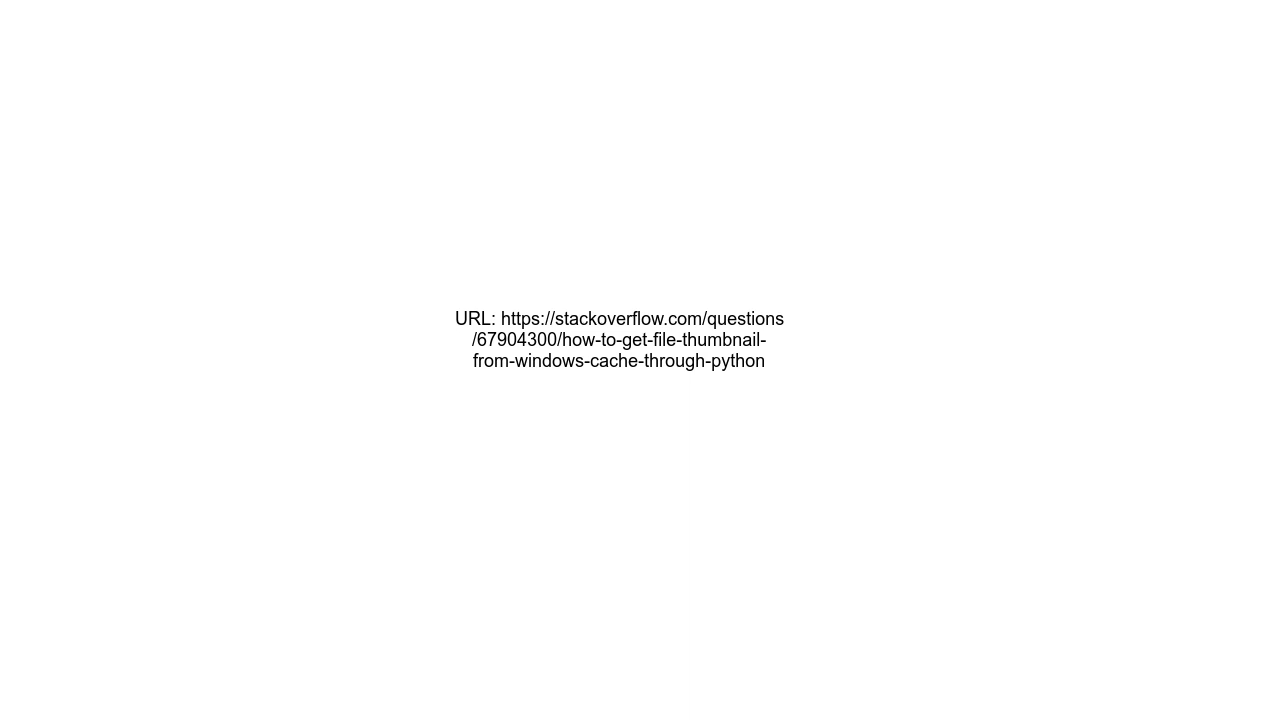 URL: https://stackoverflow.com/questions
/67904300/how-to-get-file-thumbnail-
from-windows-cache-through-python